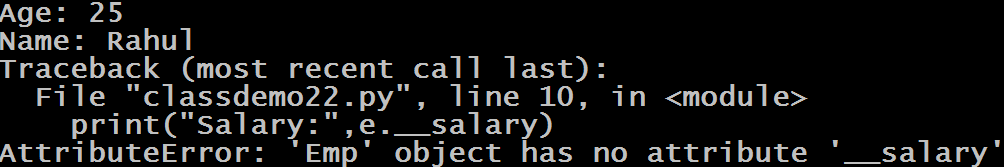 Age: 25
Name: Rahul
Traceback (most recent call last):
  File "classdemo22.py", line 10, in <module>
    print("Salary:",e.__salary)
AttributeError: 'Emp' object has no attribute '__salary'